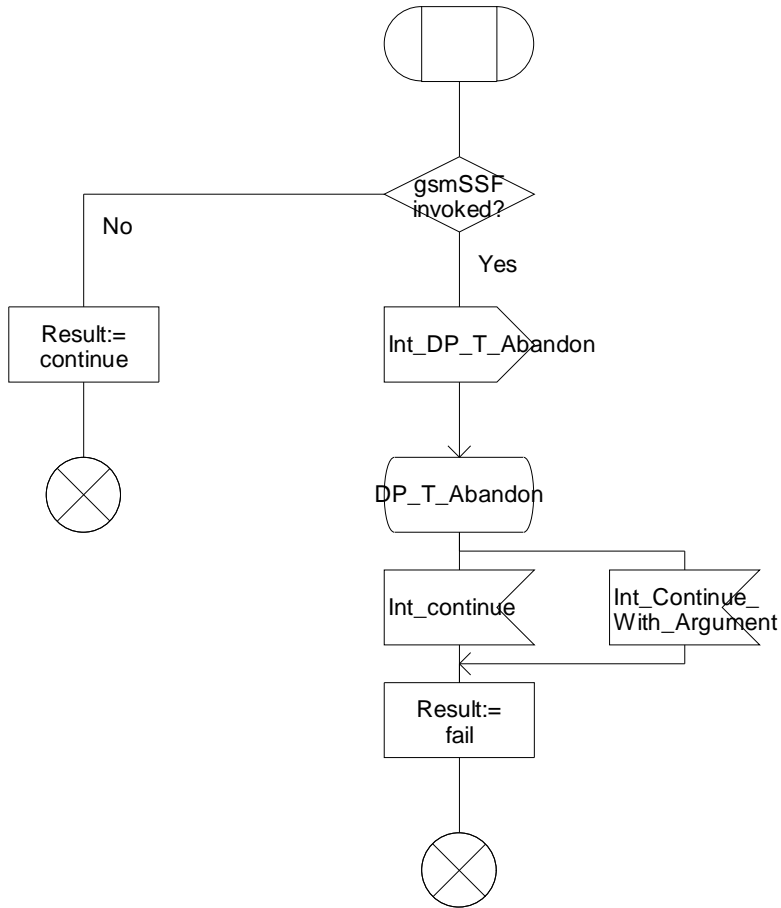 gsmSSF
invoked?
No
Yes
Result:=
continue
Int_DP_T_Abandon
DP_T_Abandon
Int_continue
Int_Continue_
With_Argument
Result:=
fail